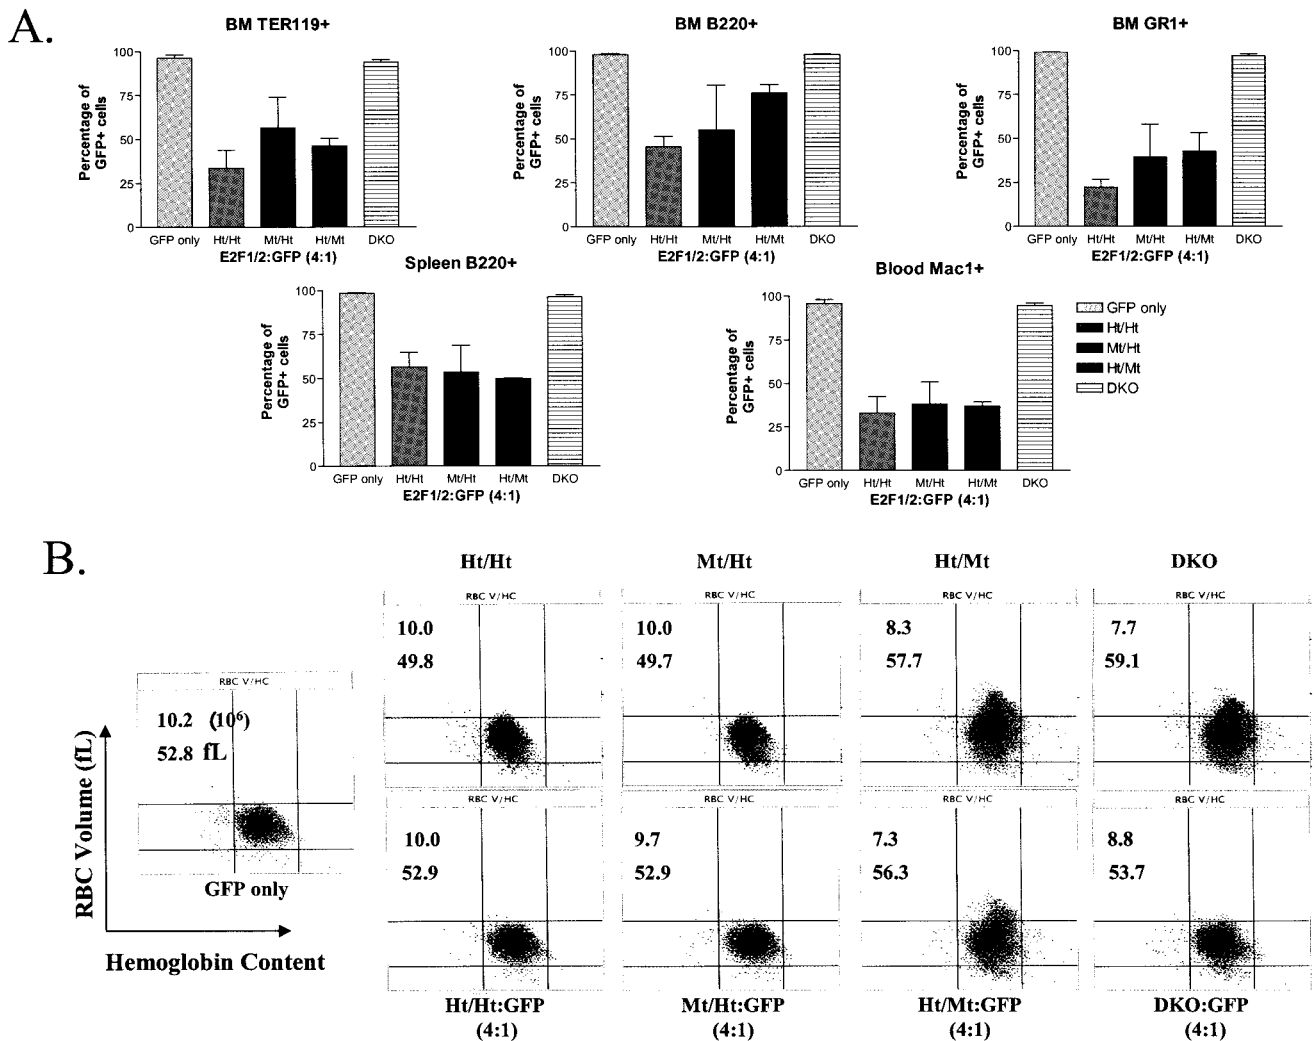 A.
BM TER119+
Percentage of
GFP+ cells
100
75
50
25
0
GFP only Ht/Ht Mt/Ht Ht/Mt DKO
E2F1/2:GFP (4:1)
BM B220+
Percentage of
GFP+ cells
100
75
50
25
0
GFP only Ht/Ht Mt/Ht Ht/Mt DKO
E2F1/2:GFP (4:1)
BM GR1+
Percentage of
GFP+ cells
100
75
50
25
0
GFP only Ht/Ht Mt/Ht Ht/Mt DKO
E2F1/2:GFP (4:1)
Spleen B220+
Percentage of
GFP+ cells
100
75
50
25
0
GFP only Ht/Ht Mt/Ht Ht/Mt DKO
E2F1/2:GFP (4:1)
Blood Mac1+
Percentage of
GFP+ cells
100
75
50
25
0
GFP only Ht/Ht Mt/Ht Ht/Mt DKO
E2F1/2:GFP (4:1)
GFP only
Ht/Ht
Mt/Ht
Ht/Mt
DKO
B.
RBC Volume (fL)
Hemoglobin Content
RBC V/HC
10.2 (10⁶)
52.8 fL
GFP only
Ht/Ht
RBC V/HC
10.0
49.8
Mt/Ht
RBC V/HC
10.0
49.7
Ht/Mt
RBC V/HC
8.3
57.7
DKO
RBC V/HC
7.7
59.1
RBC V/HC
10.0
52.9
Ht/Ht:GFP
(4:1)
RBC V/HC
9.7
52.9
Mt/Ht:GFP
(4:1)
RBC V/HC
7.3
56.3
Ht/Mt:GFP
(4:1)
RBC V/HC
8.8
53.7
DKO:GFP
(4:1)